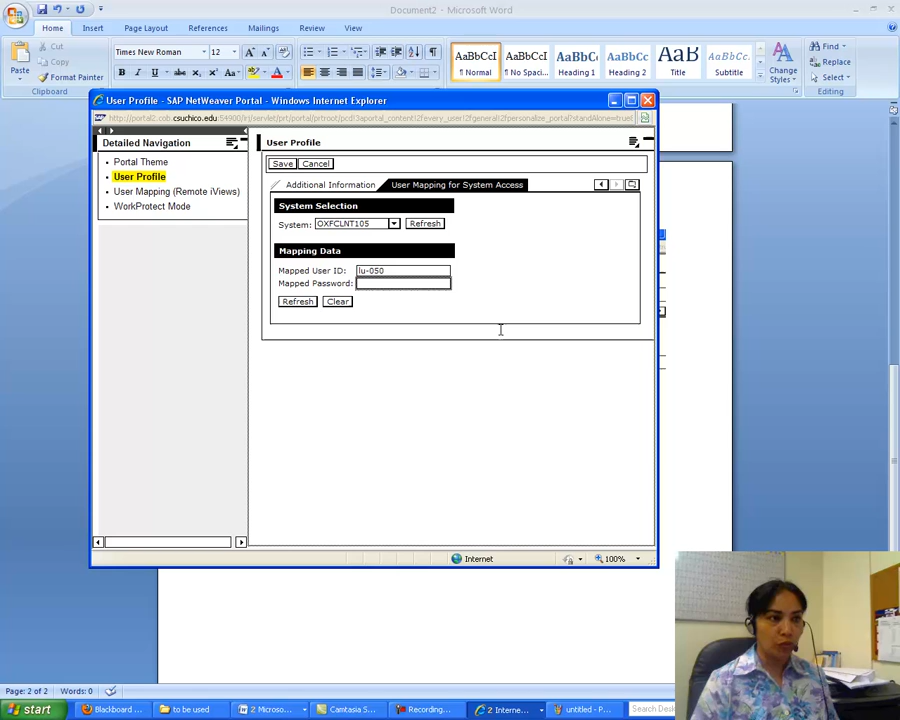 Document2 - Microsoft Word
Home Insert Page Layout References Mailings Review View
Paste
Cut
Copy
Format Painter
Clipboard
Times New Roman 12
AaBbCcI
¶ Normal
AaBbCcI
¶ No Spaci...
AaBbCc
Heading 1
AaBbCc
Heading 2
AaB
Title
AaBbCc.
Subtitle
Change
Styles
Find
Replace
Select
Editing
User Profile - SAP NetWeaver Portal - Windows Internet Explorer
Detailed Navigation
Portal Theme
User Profile
User Mapping (Remote iViews)
WorkProtect Mode
User Profile
Save Cancel
Additional Information User Mapping for System Access
System Selection
System: OXFCLNT105 Refresh
Mapping Data
Mapped User ID: lu-050
Mapped Password:
Refresh Clear
Internet 100%
Page: 2 of 2 Words: 0
start Blackboard ... to be used 2 Microso... Camtasia S... Recording... 2 Interne... untitled - P... Search Desktop